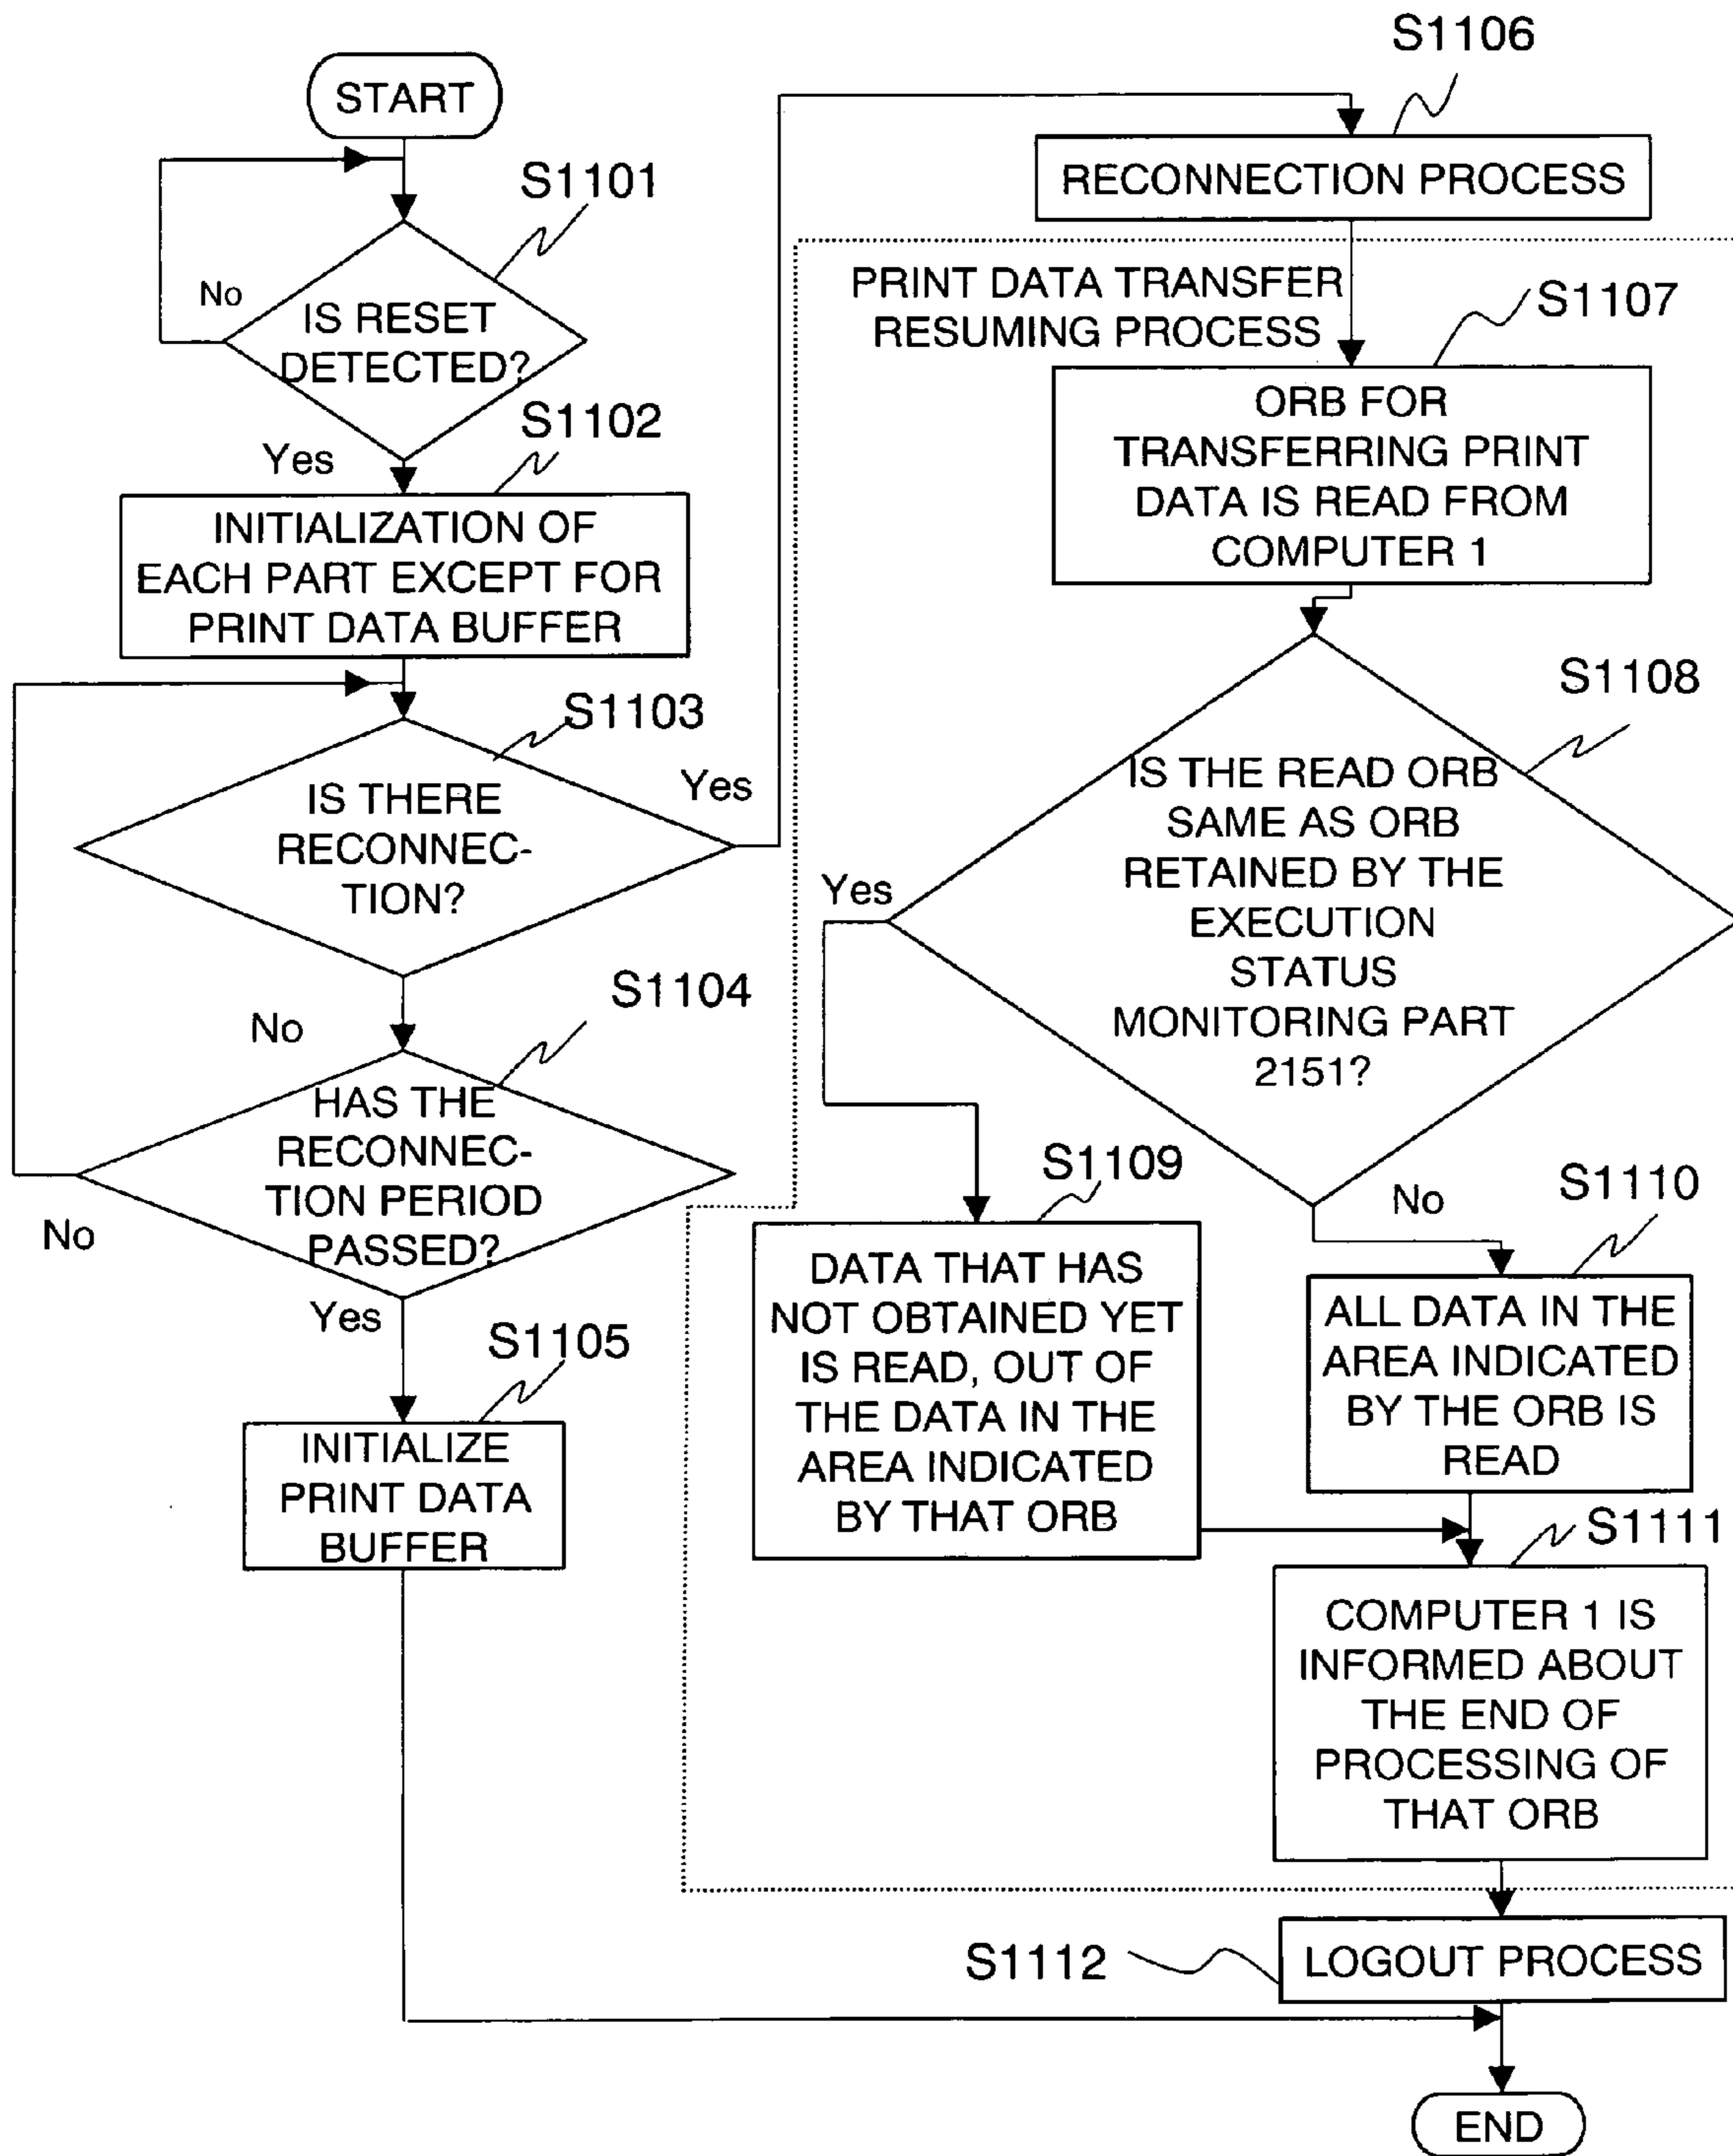 START
S1101
No
IS RESET
DETECTED?
Yes
S1102
INITIALIZATION OF
EACH PART EXCEPT FOR
PRINT DATA BUFFER
S1103
IS THERE
RECONNEC-
TION?
Yes
No
S1104
HAS THE
RECONNEC-
TION PERIOD
PASSED?
No
Yes
S1105
INITIALIZE
PRINT DATA
BUFFER
S1106
RECONNECTION PROCESS
PRINT DATA TRANSFER
RESUMING PROCESS
S1107
ORB FOR
TRANSFERRING PRINT
DATA IS READ FROM
COMPUTER 1
S1108
IS THE READ ORB
SAME AS ORB
RETAINED BY THE
EXECUTION
STATUS
MONITORING PART
2151?
Yes
No
S1109
DATA THAT HAS
NOT OBTAINED YET
IS READ, OUT OF
THE DATA IN THE
AREA INDICATED
BY THAT ORB
S1110
ALL DATA IN THE
AREA INDICATED
BY THE ORB IS
READ
S1111
COMPUTER 1 IS
INFORMED ABOUT
THE END OF
PROCESSING OF
THAT ORB
S1112
LOGOUT PROCESS
END